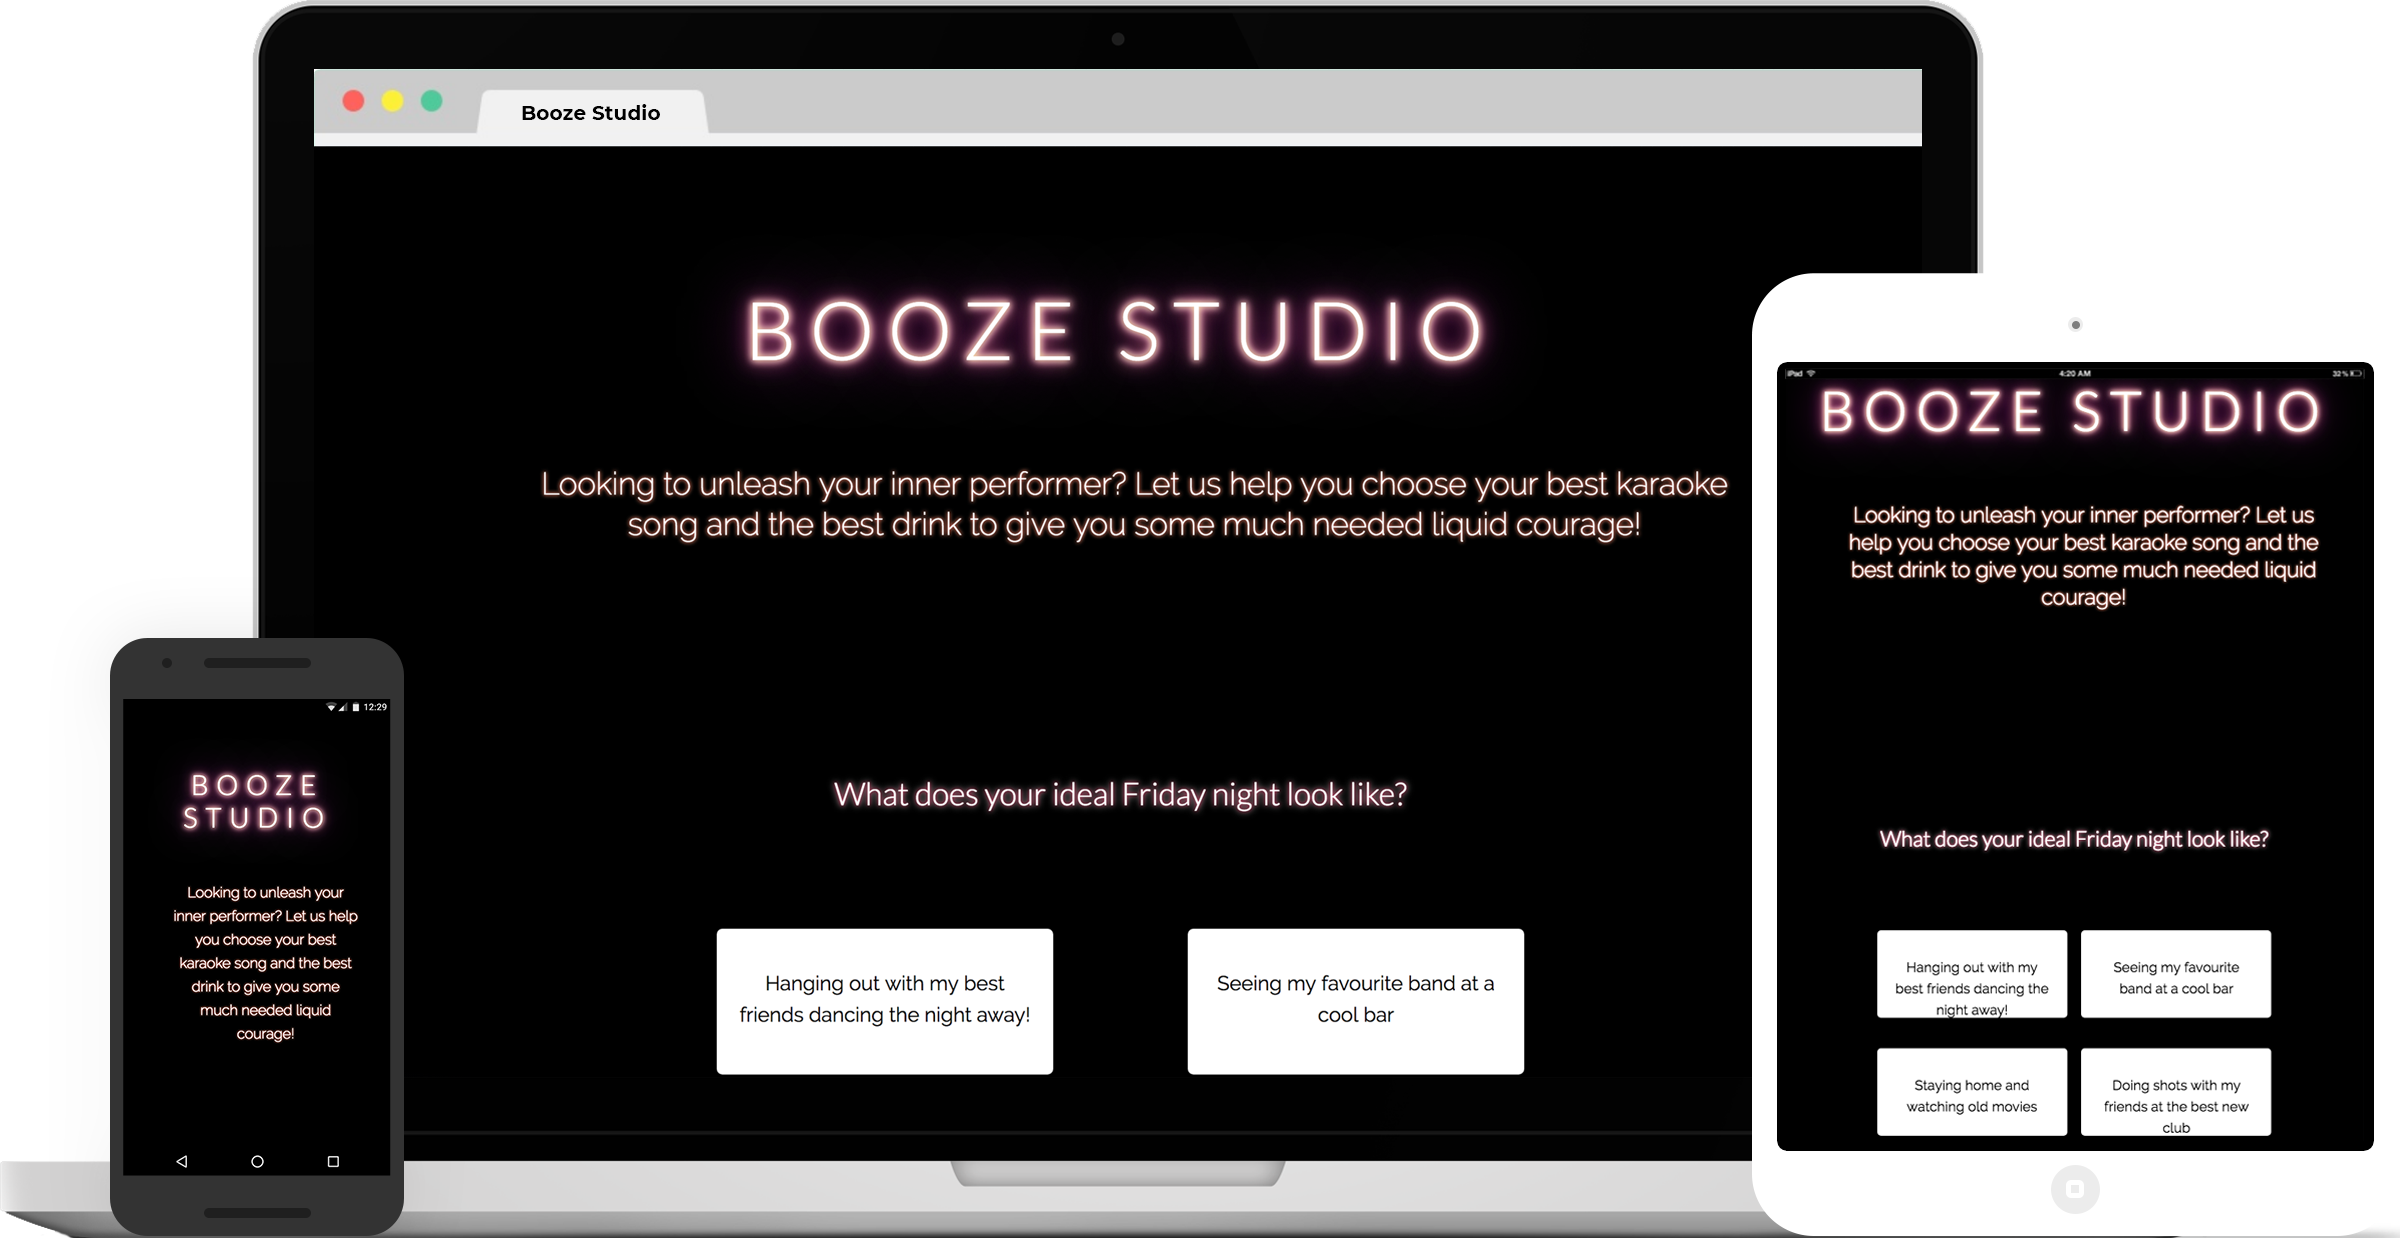 Booze Studio
BOOZE STUDIO
Looking to unleash your inner performer? Let us help you choose your best karaoke
song and the best drink to give you some much needed liquid courage!
What does your ideal Friday night look like?
Hanging out with my best
friends dancing the night away!
Seeing my favourite band at a
cool bar
12:29
BOOZE
STUDIO
Looking to unleash your
inner performer? Let us help
you choose your best
karaoke song and the best
drink to give you some
much needed liquid
courage!
iPad 4:20 AM 32%
BOOZE STUDIO
Looking to unleash your inner performer? Let us
help you choose your best karaoke song and the
best drink to give you some much needed liquid
courage!
What does your ideal Friday night look like?
Hanging out with my
best friends dancing the
night away!
Seeing my favourite
band at a cool bar
Staying home and
watching old movies
Doing shots with my
friends at the best new
club